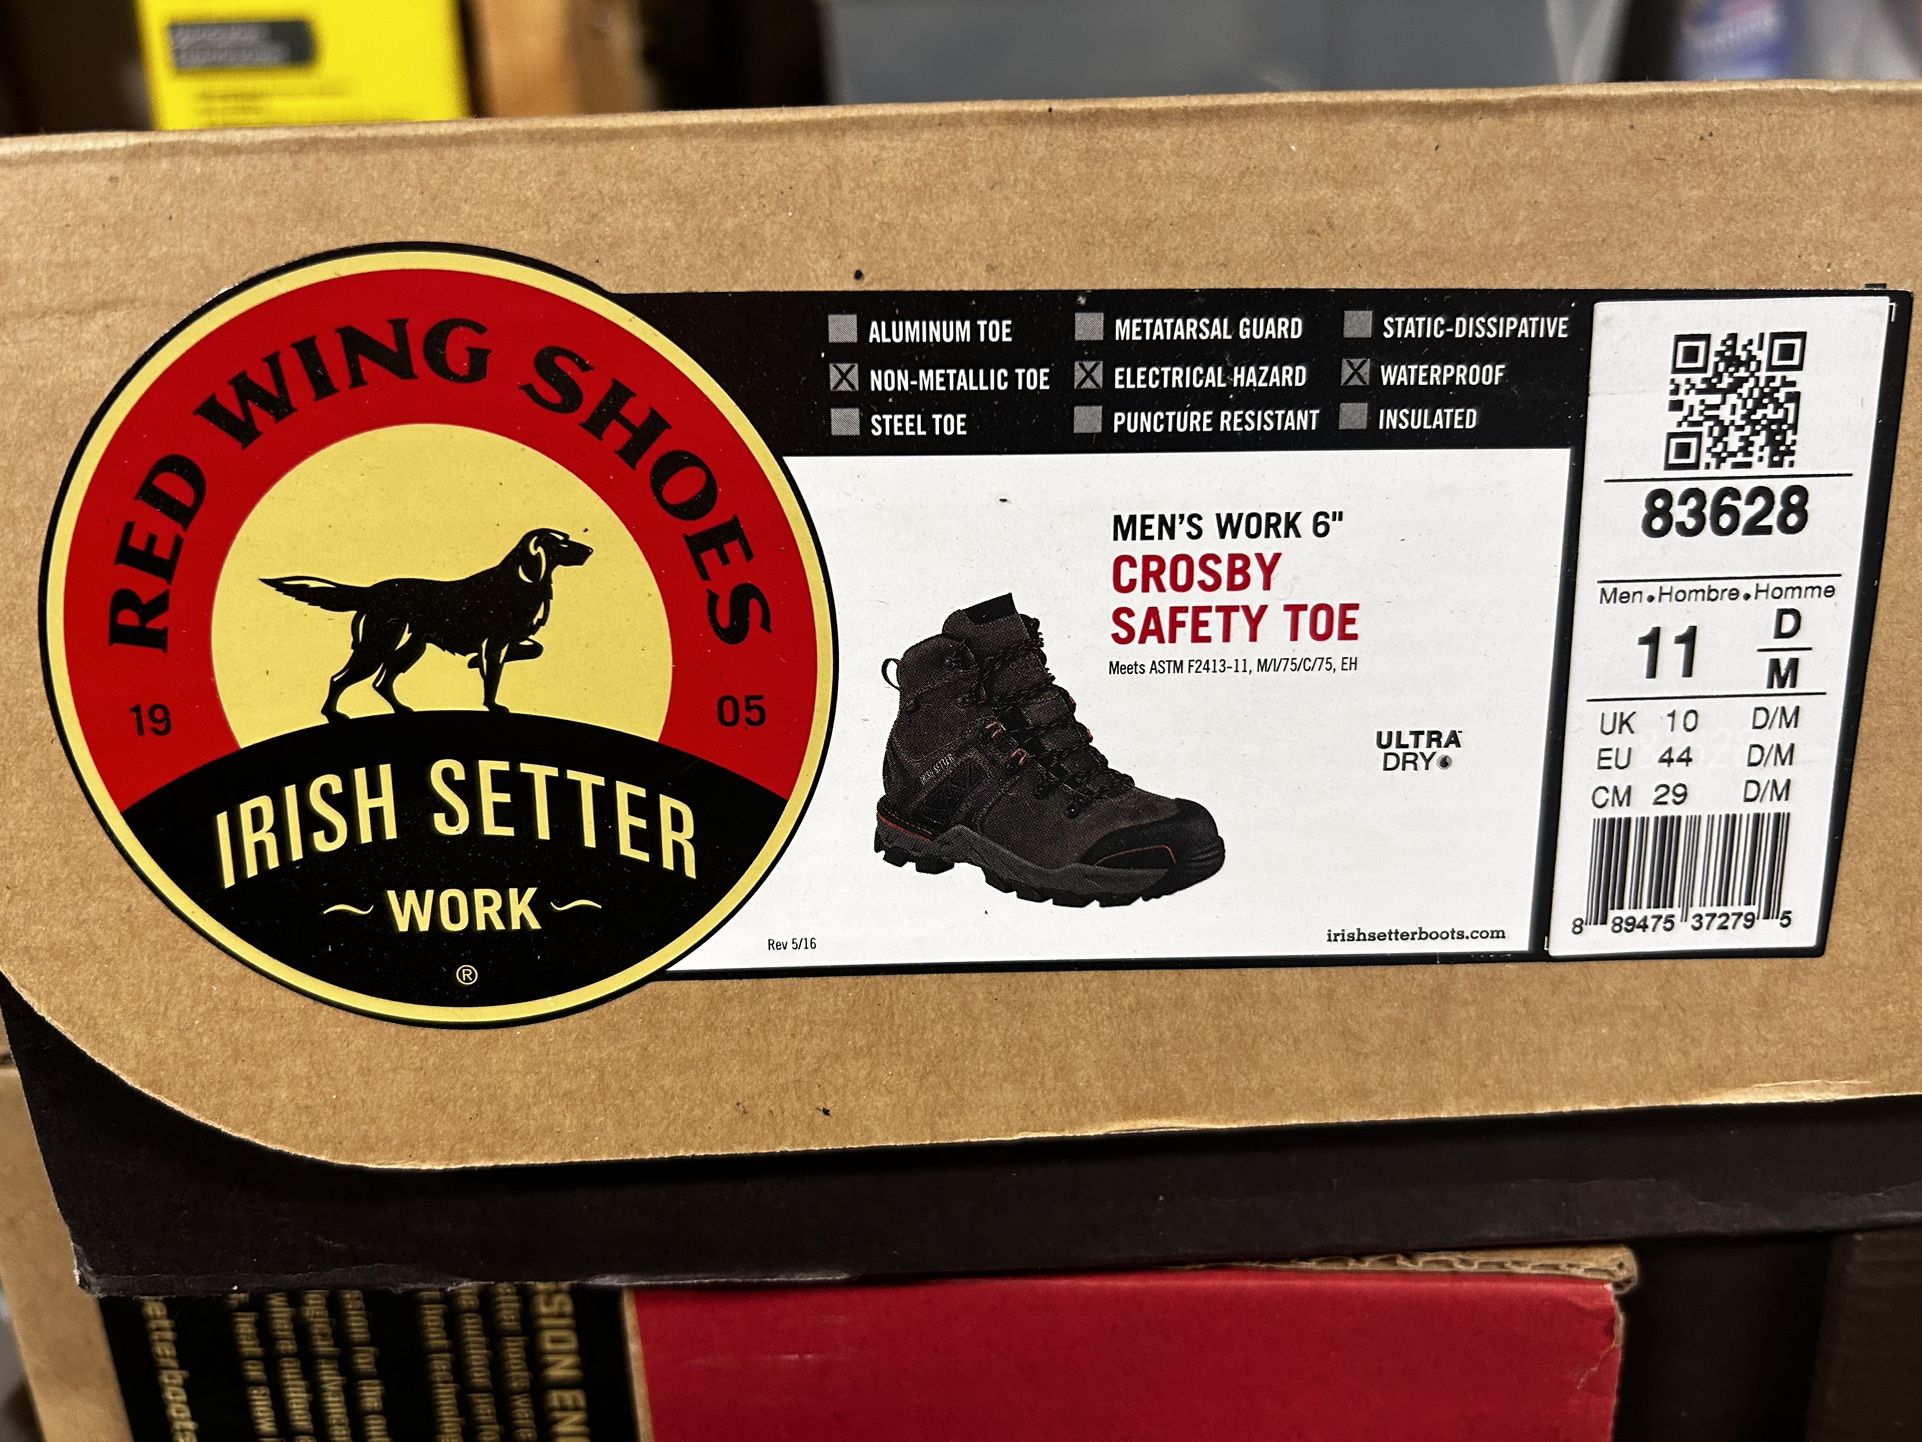 RED WING SHOES
19 05
IRISH SETTER
WORK
®
ALUMINUM TOE
NON-METALLIC TOE
STEEL TOE
METATARSAL GUARD
ELECTRICAL HAZARD
PUNCTURE RESISTANT
STATIC-DISSIPATIVE
WATERPROOF
INSULATED
MEN'S WORK 6"
CROSBY
SAFETY TOE
Meets ASTM F2413-11, M/I/75/C/75, EH
IRISH SETTER
ULTRA
DRY
Rev 5/16
irishsetterboots.com
83628
Men•Hombre•Homme
11 D
M
UK 10 D/M
EU 44 D/M
CM 29 D/M
8 89475 37279 5